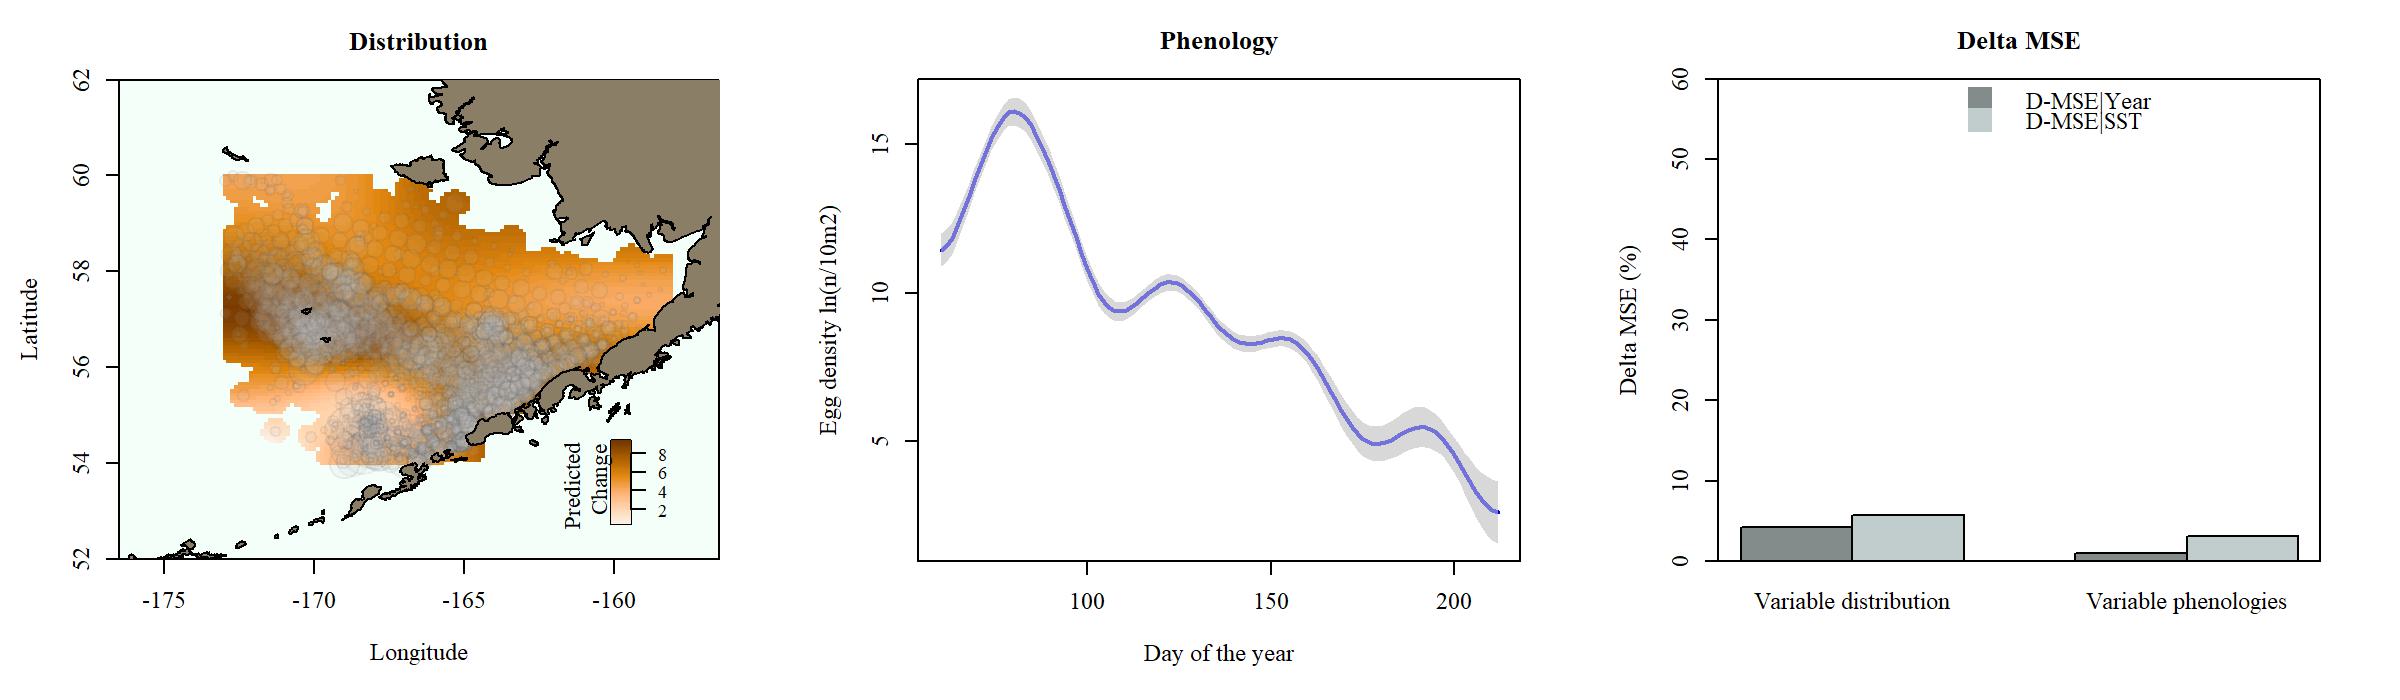 Distribution
62
60
58
56
54
52
Latitude
-175
-170
-165
-160
Longitude
Predicted
Change
8
6
4
2
Phenology
15
10
5
Egg density ln(n/10m2)
100
150
200
Day of the year
Delta MSE
60
50
40
30
20
10
0
Delta MSE (%)
D-MSE|Year
D-MSE|SST
Variable distribution
Variable phenologies